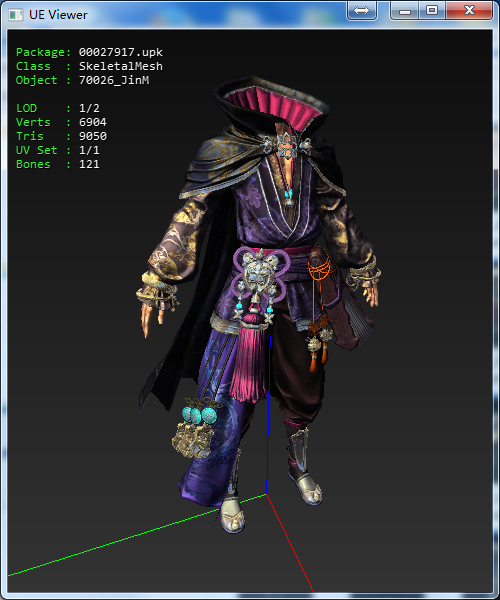 UE Viewer
Package: 00027917.upk
Class : SkeletalMesh
Object : 70026_JinM
LOD : 1/2
Verts : 6904
Tris : 9050
UV Set : 1/1
Bones : 121